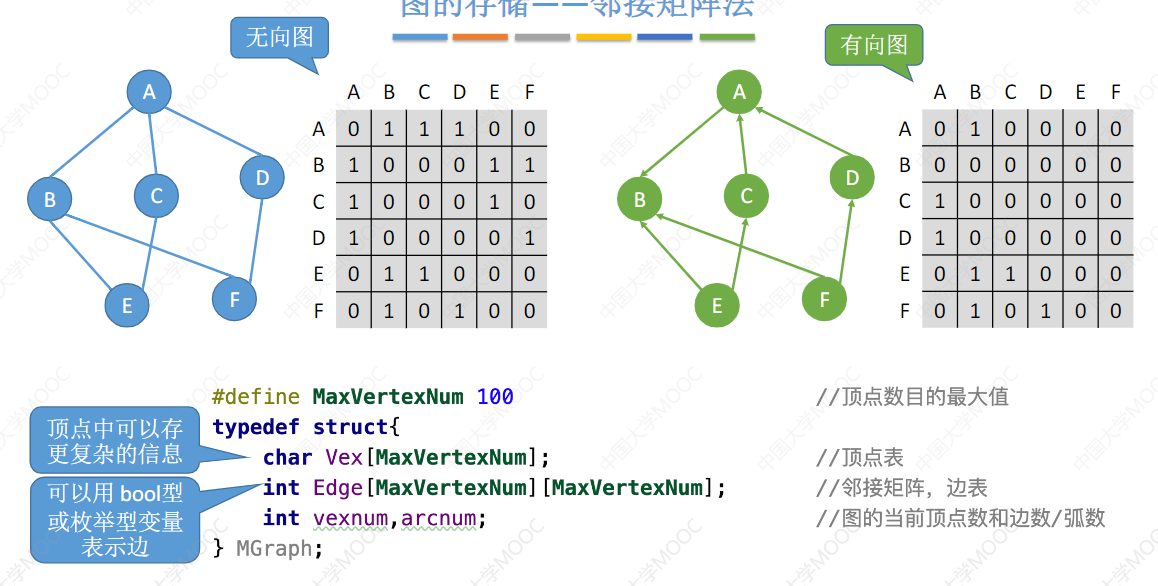 图的存储——邻接矩阵法
无向图
有向图
A B C D E F
A 0 1 1 1 0 0
B 1 0 0 0 1 1
C 1 0 0 0 1 0
D 1 0 0 0 0 1
E 0 1 1 0 0 0
F 0 1 0 1 0 0
A
B
C
D
E
F
A B C D E F
A 0 1 0 0 0 0
B 0 0 0 0 0 0
C 1 0 0 0 0 0
D 1 0 0 0 0 0
E 0 1 1 0 0 0
F 0 1 0 1 0 0
A
B
C
D
E
F
#define MaxVertexNum 100 //顶点数目的最大值
typedef struct{
char Vex[MaxVertexNum]; //顶点表
int Edge[MaxVertexNum][MaxVertexNum]; //邻接矩阵，边表
int vexnum,arcnum; //图的当前顶点数和边数/弧数
} MGraph;
顶点中可以存
更复杂的信息
可以用 bool型
或枚举型变量
表示边
中国大学MOOC